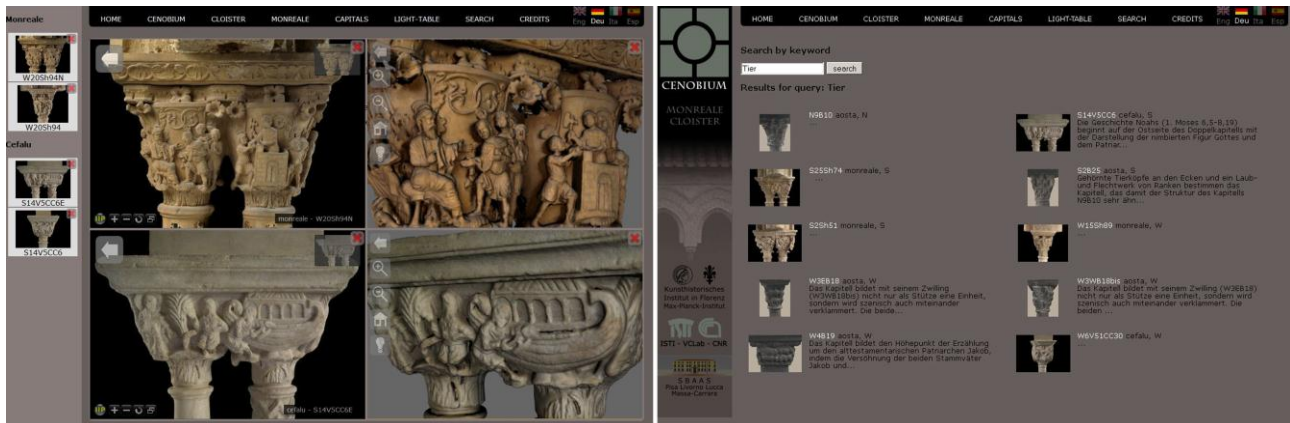 Monreale
HOME CENOBIUM CLOISTER MONREALE CAPITALS LIGHT-TABLE SEARCH CREDITS Eng Deu Ita Esp
W20Sh94N
W20Sh94
Cefalu
S14V5CC6E
S14V5CC6
monreale - W20Sh94N
cefalu - S14V5CC6E
CENOBIUM
MONREALE
CLOISTER
Kunsthistorisches
Institut in Florenz
Max-Planck-Institut
ISTI - VCLab - CNR
S B A A S
Pisa Livorno Lucca
Massa-Carrara
HOME CENOBIUM CLOISTER MONREALE CAPITALS LIGHT-TABLE SEARCH CREDITS Eng Deu Ita Esp
Search by keyword
Tier search
Results for query: Tier
N9B10 aosta, N
S14V5CC6 cefalu, S
Die Geschichte Noahs (1. Moses 6,5-8,19)
beginnt auf der Ostseite des Doppelkapitells mit
der Darstellung der nimbierten Figur Gottes und
dem Patriar...
S25Sh74 monreale, S
...
S2B25 aosta, S
Gehörnte Tierköpfe an den Ecken und ein Laub-
und Flechtwerk von Ranken bestimmen das
Kapitell, das damit der Struktur des Kapitells
N9B10 sehr ähn...
S2Sh51 monreale, S
...
W15Sh89 monreale, W
...
W3EB18 aosta, W
Das Kapitell bildet mit seinem Zwilling
(W3WB18bis) nicht nur als Stütze eine Einheit,
sondern wird szenisch auch miteinander
verklammert. Die beide...
W3WB18bis aosta, W
Das Kapitell bildet mit seinem Zwilling (W3EB18)
nicht nur als Stütze eine Einheit, sondern wird
szenisch auch miteinander verklammert. Die
beiden ...
W4B19 aosta, W
Das Kapitell bildet den Höhepunkt der Erzählung
um den alttestamentarischen Patriarchen Jakob,
indem die Versöhnung der beiden Stammväter
Jakob und...
W6V51CC30 cefalu, W
...